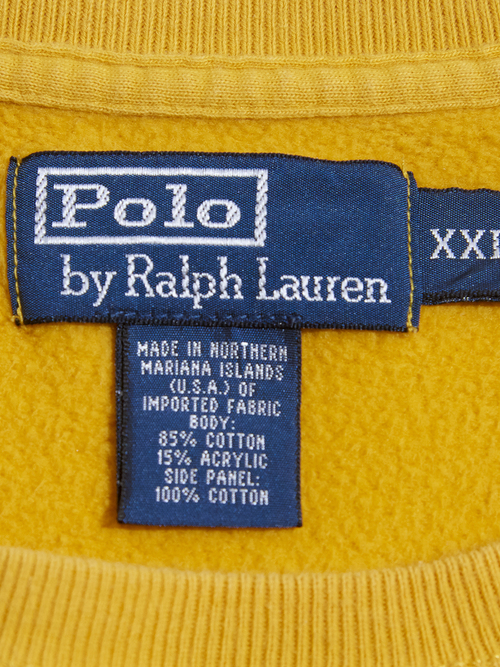 Polo
by Ralph Lauren
XXL
MADE IN NORTHERN
MARIANA ISLANDS
(U.S.A.) OF
IMPORTED FABRIC
BODY:
85% COTTON
15% ACRYLIC
SIDE PANEL:
100% COTTON